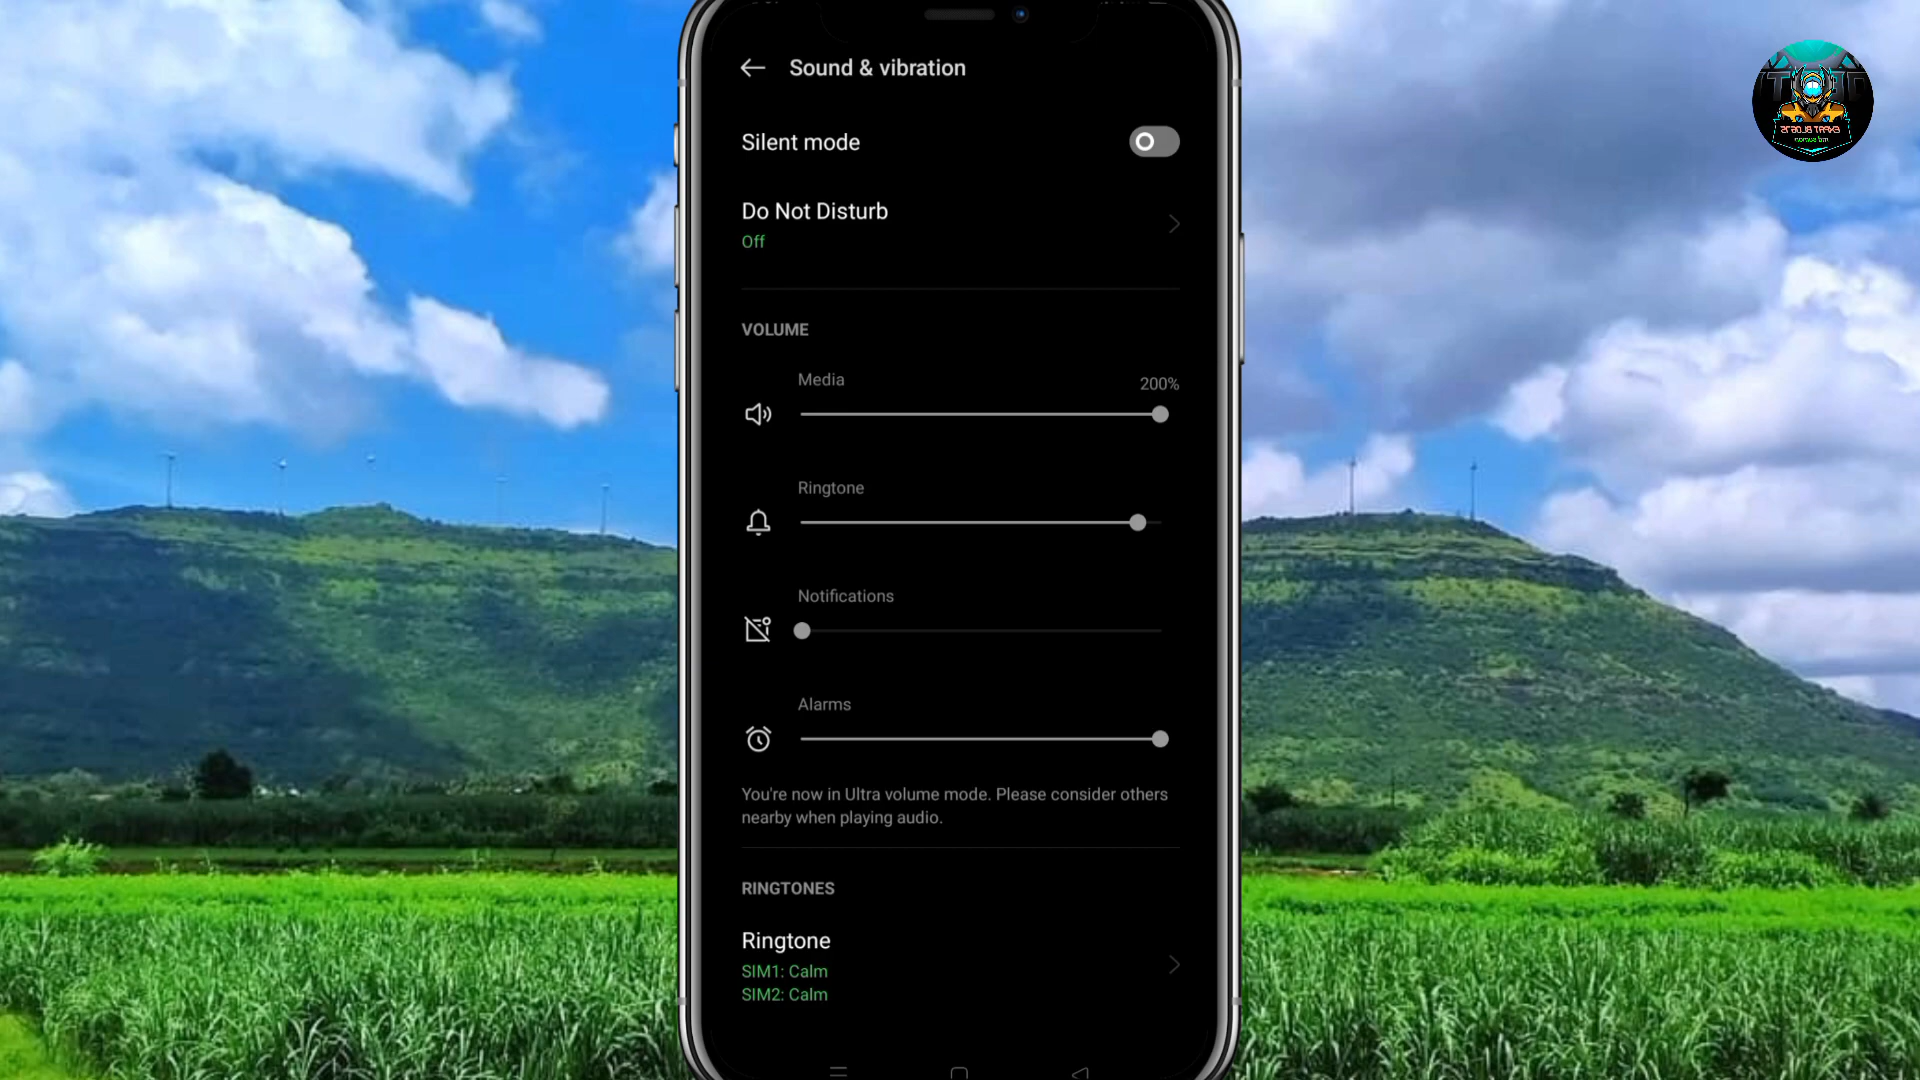 Sound & vibration
Silent mode
Do Not Disturb
Off
VOLUME
Media
200%
Ringtone
Notifications
Alarms
You're now in Ultra volume mode. Please consider others
nearby when playing audio.
RINGTONES
Ringtone
SIM1: Calm
SIM2: Calm